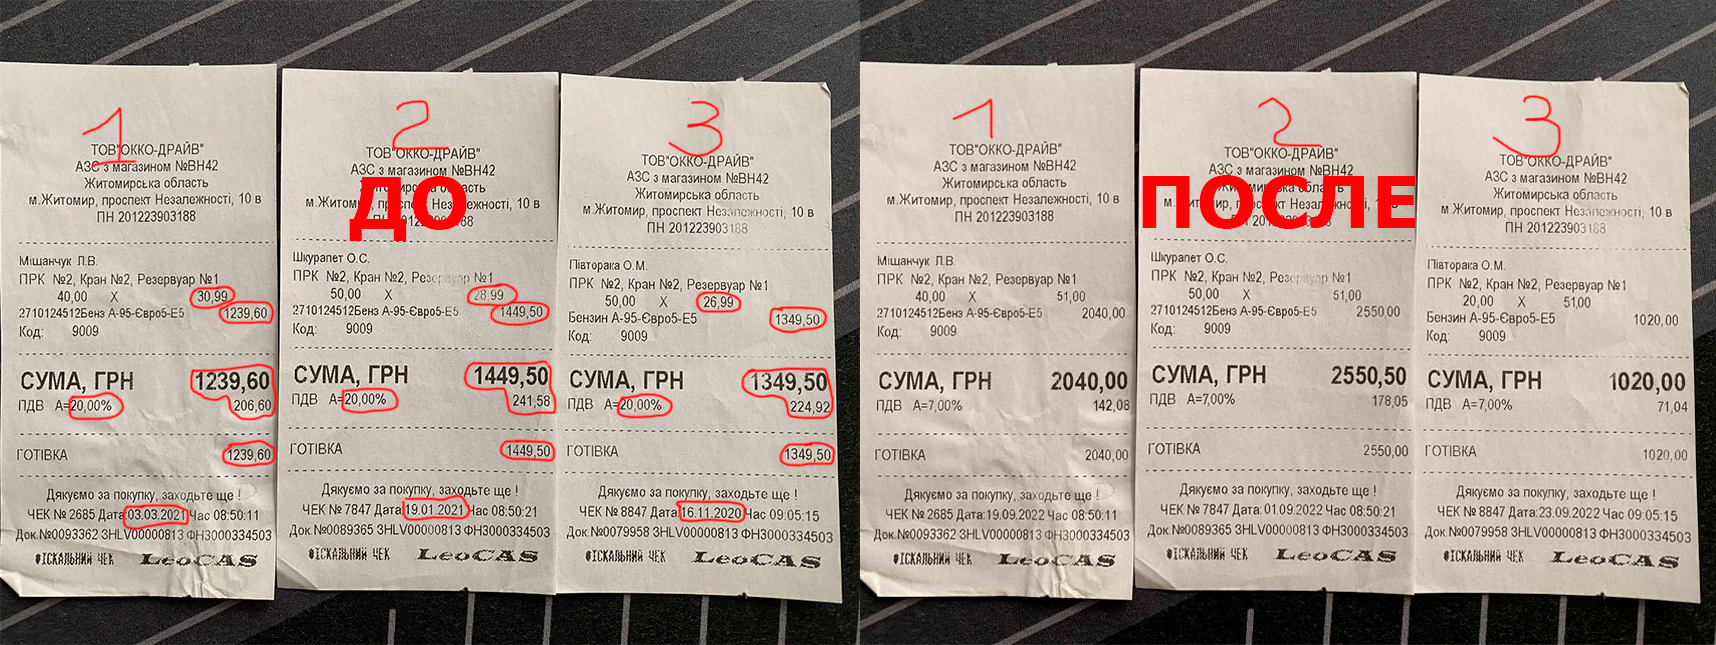 1
ТОВ"ОККО-ДРАЙВ"
АЗС з магазином №ВН42
Житомирська область
м.Житомир, проспект Незалежності, 10 в
ПН 201223903188
Міщанчук Л.В.
ПРК №2, Кран №2, Резервуар №1
40,00 X 30,99
2710124512Бенз А-95-Євро5-Е5 1239,60
Код: 9009
СУМА, ГРН 1239,60
ПДВ А=20,00% 206,60
ГОТІВКА 1239,60
Дякуємо за покупку, заходьте ще !
ЧЕК № 2685 Дата:03.03.2021 Час 08:50:11
Док.№0093362 ЗНLV00000813 ФН3000334503
ФІСКАЛЬНИЙ ЧЕК LeoCAS
2
ТОВ"ОККО-ДРАЙВ"
АЗС з магазином №ВН42
Житомирська область
м.Житомир, проспект Незалежності, 10 в
ДО
Шкурапет О.С.
ПРК №2, Кран №2, Резервуар №1
50,00 X 28,99
2710124512Бенз А-95-Євро5-Е5 1449,50
Код: 9009
СУМА, ГРН 1449,50
ПДВ А=20,00% 241,58
ГОТІВКА 1449,50
Дякуємо за покупку, заходьте ще !
ЧЕК № 7847 Дата:19.01.2021 Час 08:50:21
Док.№0089365 ЗНLV00000813 ФН3000334503
ФІСКАЛЬНИЙ ЧЕК LeoCAS
3
ТОВ"ОККО-ДРАЙВ"
АЗС з магазином №ВН42
Житомирська область
м.Житомир, проспект Незалежності, 10 в
ПН 201223903188
Півторака О.М.
ПРК №2, Кран №2, Резервуар №1
50,00 X 26,99
Бензин А-95-Євро5-Е5 1349,50
Код: 9009
СУМА, ГРН 1349,50
ПДВ А=20,00% 224,92
ГОТІВКА 1349,50
Дякуємо за покупку, заходьте ще !
ЧЕК № 8847 Дата:16.11.2020 Час 09:05:15
Док.№0079958 ЗНLV00000813 ФН3000334503
ФІСКАЛЬНИЙ ЧЕК LeoCAS
1
ТОВ"ОККО-ДРАЙВ"
АЗС з магазином №ВН42
Житомирська область
м.Житомир, проспект Незалежності, 10 в
ПН 201223903188
Міщанчук Л.В.
ПРК №2, Кран №2, Резервуар №1
40,00 X 51,00
2710124512Бенз А-95-Євро5-Е5 2040,00
Код: 9009
СУМА, ГРН 2040,00
ПДВ А=7,00% 142,08
ГОТІВКА 2040,00
Дякуємо за покупку, заходьте ще !
ЧЕК № 2685 Дата:19.09.2022 Час 08:50:11
Док.№0093362 ЗНLV00000813 ФН3000334503
ФІСКАЛЬНИЙ ЧЕК LeoCAS
2
ТОВ"ОККО-ДРАЙВ"
АЗС з магазином №ВН42
ПОСЛЕ
Шкурапет О.С.
ПРК №2, Кран №2, Резервуар №1
50,00 X 51,00
2710124512Бенз А-95-Євро5-Е5 2550,00
Код: 9009
СУМА, ГРН 2550,50
ПДВ А=7,00% 178,05
ГОТІВКА 2550,00
Дякуємо за покупку, заходьте ще !
ЧЕК № 7847 Дата:01.09.2022 Час 08:50:21
Док.№0089365 ЗНLV00000813 ФН3000334503
ФІСКАЛЬНИЙ ЧЕК LeoCAS
3
ТОВ"ОККО-ДРАЙВ"
АЗС з магазином №ВН42
Житомирська область
м.Житомир, проспект Незалежності, 10 в
ПН 201223903188
Півторака О.М.
ПРК №2, Кран №2, Резервуар №1
20,00 X 51,00
Бензин А-95-Євро5-Е5 1020,00
Код: 9009
СУМА, ГРН 1020,00
ПДВ А=7,00% 71,04
ГОТІВКА 1020,00
Дякуємо за покупку, заходьте ще !
ЧЕК № 8847 Дата:23.09.2022 Час 09:05:15
Док.№0079958 ЗНLV00000813 ФН3000334503
ФІСКАЛЬНИЙ ЧЕК LeoCAS